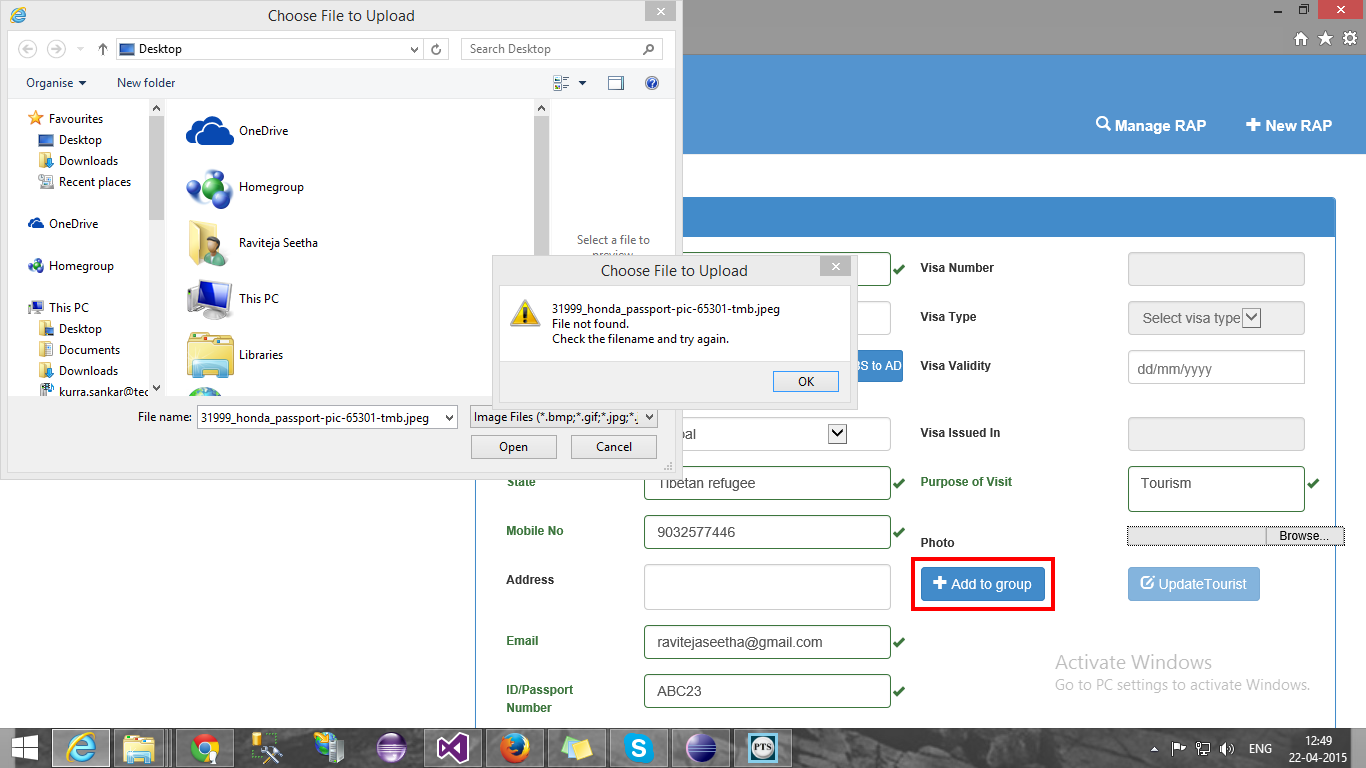 Choose File to Upload
Desktop
Search Desktop
Organise
New folder
Manage RAP
New RAP
Favourites
Desktop
Downloads
Recent places
OneDrive
Homegroup
This PC
Desktop
Documents
Downloads
kurra.sankar@tec
OneDrive
Homegroup
Raviteja Seetha
This PC
Libraries
Select a file to
preview.
Choose File to Upload
31999_honda_passport-pic-65301-tmb.jpeg
File not found.
Check the filename and try again.
OK
File name:
31999_honda_passport-pic-65301-tmb.jpeg
Image Files (*.bmp;*.gif;*.jpg;*.
Open
Cancel
Visa Number
Visa Type
Select visa type
BS to AD
Visa Validity
dd/mm/yyyy
pal
Visa Issued In
State
Tibetan refugee
Purpose of Visit
Tourism
Mobile No
9032577446
Photo
Browse...
Address
Add to group
UpdateTourist
Email
ravitejaseetha@gmail.com
ID/Passport
Number
ABC23
Activate Windows
Go to PC settings to activate Windows.
PTS
ENG
12:49
22-04-2015